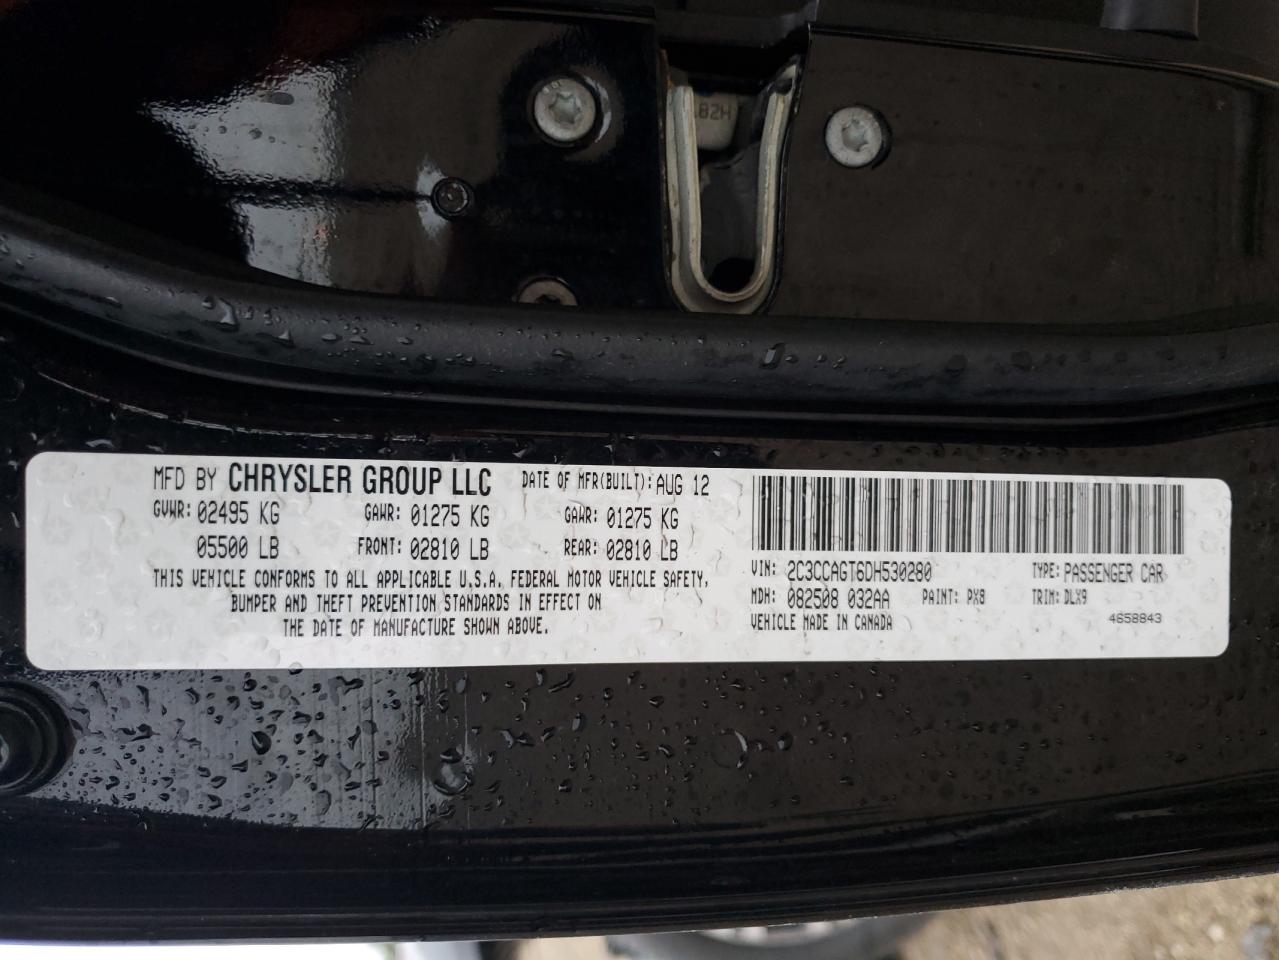 182H
MFD BY CHRYSLER GROUP LLC DATE OF MFR(BUILT): AUG 12
GVWR: 02495 KG GAWR: 01275 KG GAWR: 01275 KG
05500 LB FRONT: 02810 LB REAR: 02810 LB
THIS VEHICLE CONFORMS TO ALL APPLICABLE U.S.A. FEDERAL MOTOR VEHICLE SAFETY,
BUMPER AND THEFT PREVENTION STANDARDS IN EFFECT ON
THE DATE OF MANUFACTURE SHOWN ABOVE.
VIN: 2C3CCAGT6DH530280 TYPE: PASSENGER CAR
MDH: 082508 032AA PAINT: PX8 TRIM: DLX9
VEHICLE MADE IN CANADA 4658843